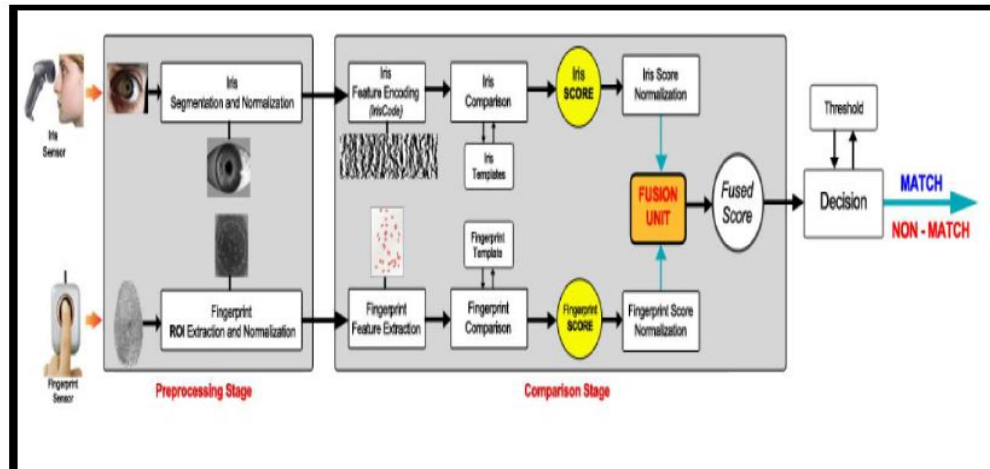 Iris
Sensor
Iris
Segmentation and Normalization
Iris
Feature Encoding
(IrisCode)
Iris
Comparison
Iris
Templates
Iris
SCORE
Iris Score
Normalization
Threshold
FUSION
UNIT
Fused
Score
Decision
MATCH
NON - MATCH
Fingerprint
Template
Fingerprint
Sensor
Fingerprint
ROI Extraction and Normalization
Fingerprint
Feature Extraction
Fingerprint
Comparison
Fingerprint
SCORE
Fingerprint Score
Normalization
Preprocessing Stage
Comparison Stage